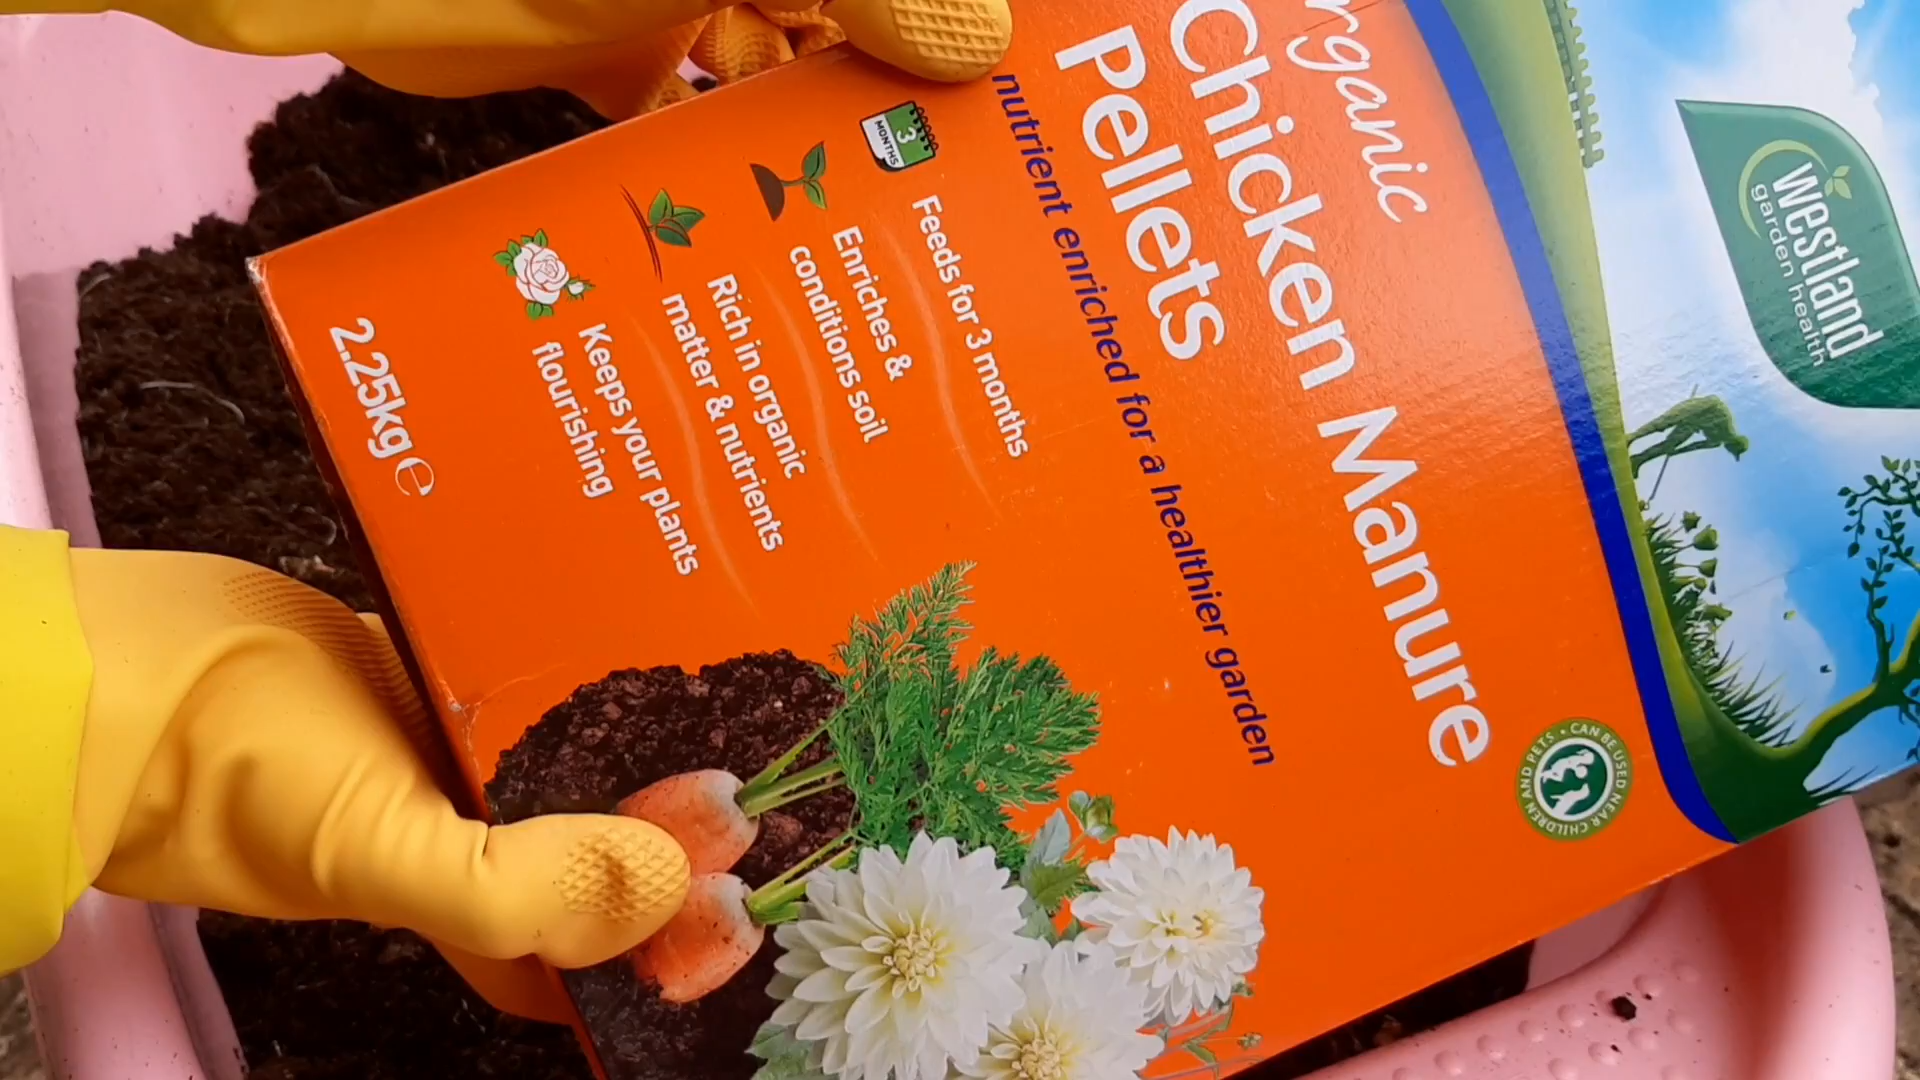 Westland
garden health
rganic
Chicken Manure
Pellets
nutrient enriched for a healthier garden
3
MONTHS
Feeds for 3 months
Enriches &
conditions soil
Rich in organic
matter & nutrients
Keeps your plants
flourishing
2.25kg e
CAN BE USED NEAR CHILDREN AND PETS •